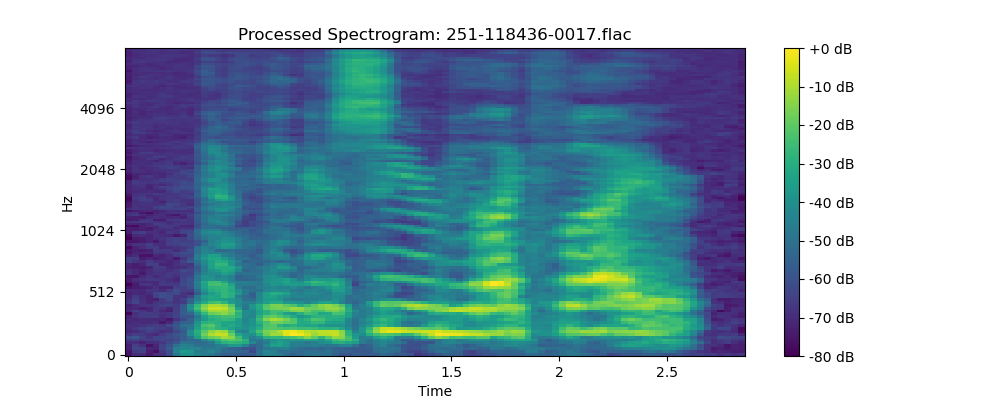 Processed Spectrogram: 251-118436-0017.flac
Hz
4096
2048
1024
512
0
0
0.5
1
1.5
2
2.5
Time
+0 dB
-10 dB
-20 dB
-30 dB
-40 dB
-50 dB
-60 dB
-70 dB
-80 dB